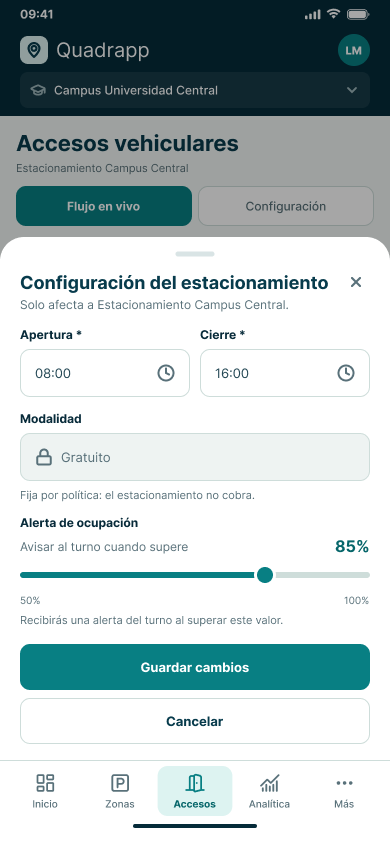 09:41
Quadrapp
LM
Campus Universidad Central
Accesos vehiculares
Estacionamiento Campus Central
Flujo en vivo
Configuración
Configuración del estacionamiento
Solo afecta a Estacionamiento Campus Central.
Apertura *
Cierre *
08:00
16:00
Modalidad
Gratuito
Fija por política: el estacionamiento no cobra.
Alerta de ocupación
Avisar al turno cuando supere
85%
50%
100%
Recibirás una alerta del turno al superar este valor.
Guardar cambios
Cancelar
P
Inicio
Zonas
Accesos
Analítica
Más